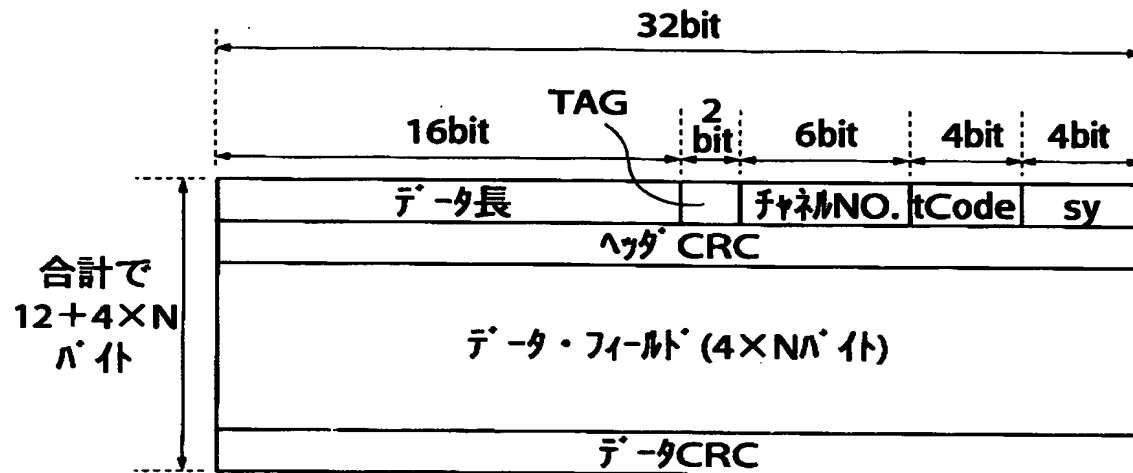 32bit
TAG
16bit
2
bit
6bit
4bit
4bit
データ長
チャネルNO.
tCode
sy
ヘッダCRC
合計で
12+4×N
バイト
データ・フィールド(4×Nバイト)
データCRC